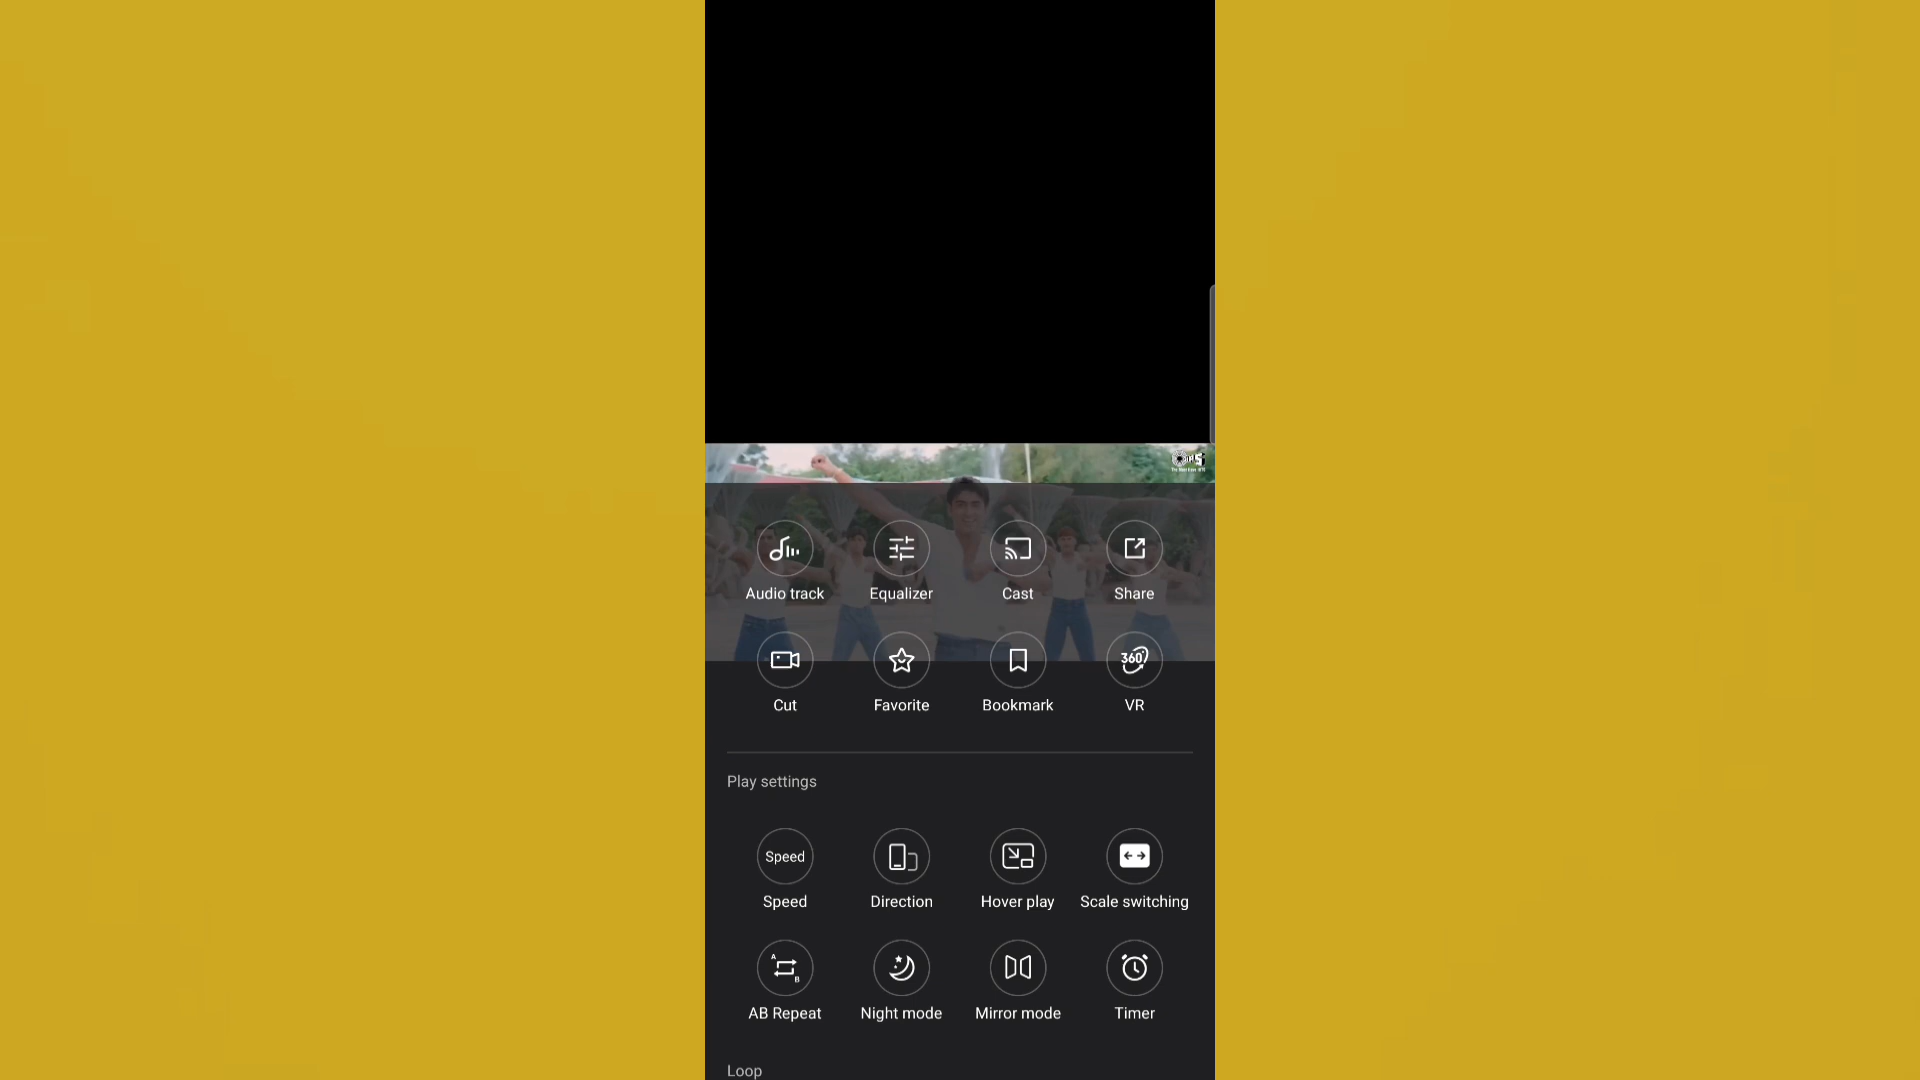 Audio track
Equalizer
Cast
Share
Cut
Favorite
Bookmark
360°
VR
Play settings
Speed
Speed
Direction
Hover play
Scale switching
A
B
AB Repeat
Night mode
Mirror mode
Timer
Loop